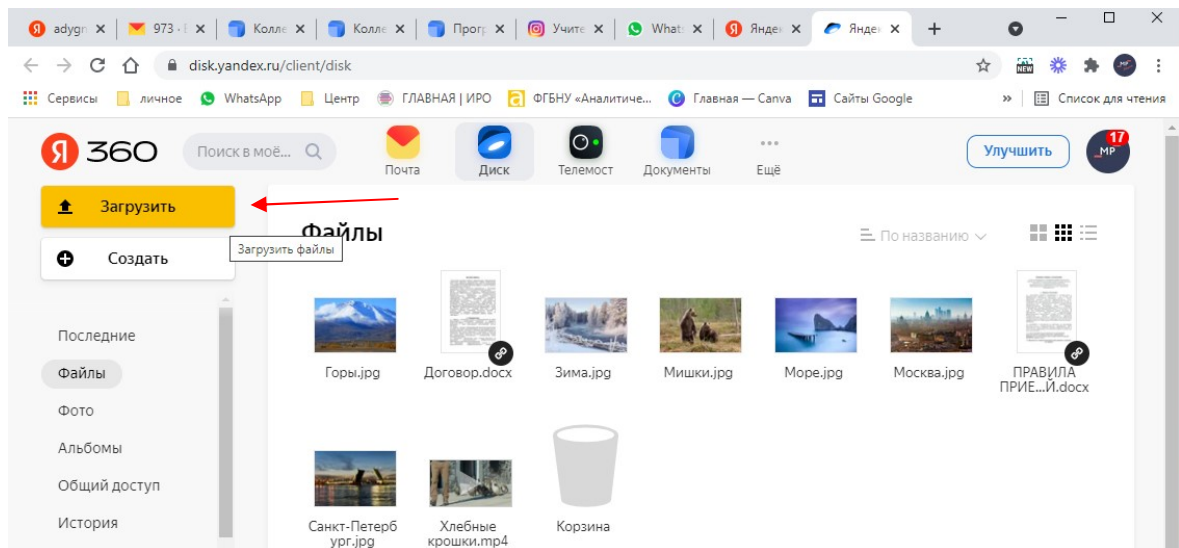 adygn
973 -
Колле
Колле
Прогр
Учите
Whats
Яндек
Яндек
disk.yandex.ru/client/disk
NEW
Сервисы личное WhatsApp Центр ГЛАВНАЯ | ИРО ФГБНУ «Аналитиче... Главная — Canva Сайты Google » Список для чтения
Я 360
Поиск в моё...
Почта
Диск
Телемост
Документы
Ещё
Улучшить
_MP
17
Загрузить
Создать
Загрузить файлы
Файлы
По названию
Последние
Файлы
Фото
Альбомы
Общий доступ
История
Горы.jpg
Договор.docx
Зима.jpg
Мишки.jpg
Море.jpg
Москва.jpg
ПРАВИЛА
ПРИЕ...Й.docx
Санкт-Петерб
ург.jpg
Хлебные
крошки.mp4
Корзина